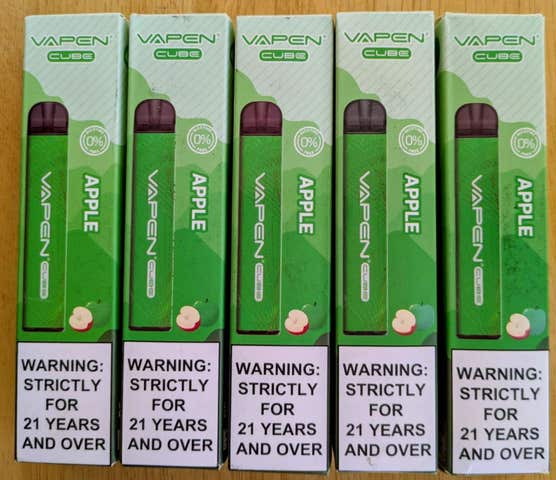 VAPEN
CUBE
0%
APPLE
VAPEN CUBE
WARNING:
STRICTLY
FOR
21 YEARS
AND OVER
VAPEN
CUBE
0%
APPLE
VAPEN CUBE
WARNING:
STRICTLY
FOR
21 YEARS
AND OVER
VAPEN
CUBE
0%
APPLE
VAPEN CUBE
WARNING:
STRICTLY
FOR
21 YEARS
AND OVER
VAPEN
CUBE
0%
APPLE
VAPEN CUBE
WARNING:
STRICTLY
FOR
21 YEARS
AND OVER
VAPEN
CUBE
0%
APPLE
VAPEN CUBE
WARNING:
STRICTLY
FOR
21 YEARS
AND OVER